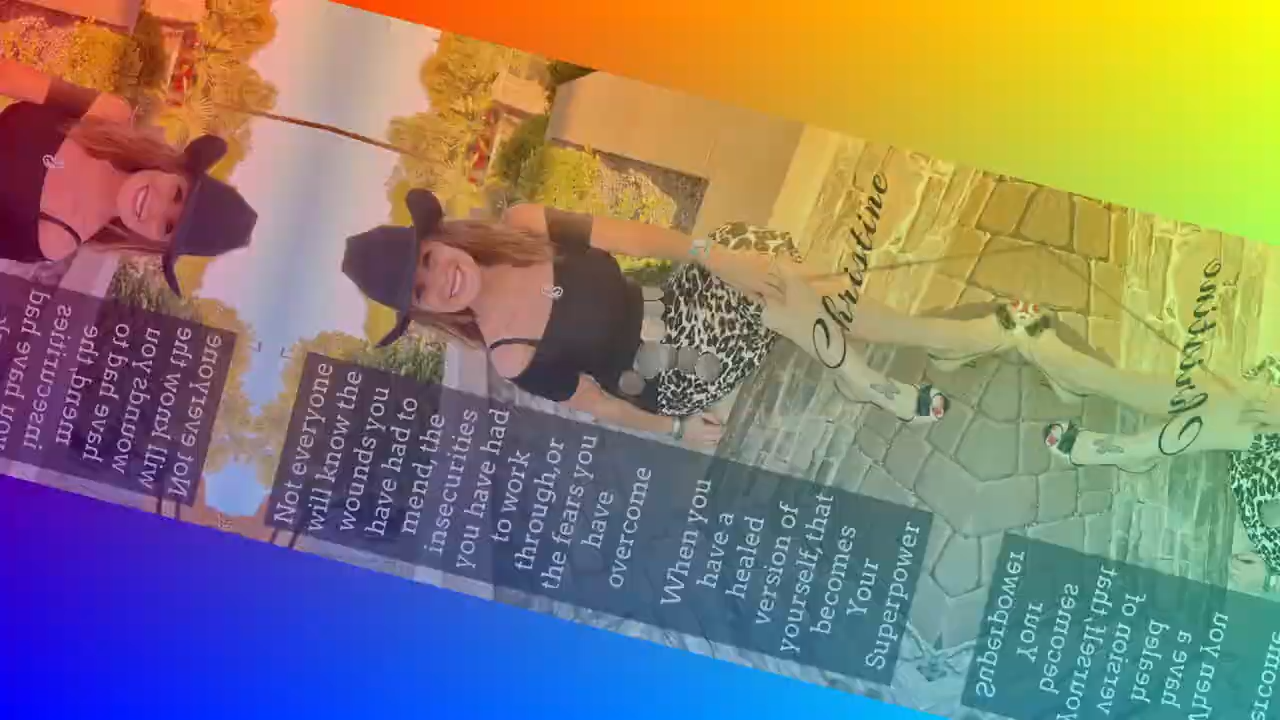 Not everyone
will know the
wounds you
have had to
mend, the
insecurities
you have had
to work
through, or
the fears you
have
overcome
When you
have a
healed
version of
yourself, that
becomes
Your
Superpower
Christine